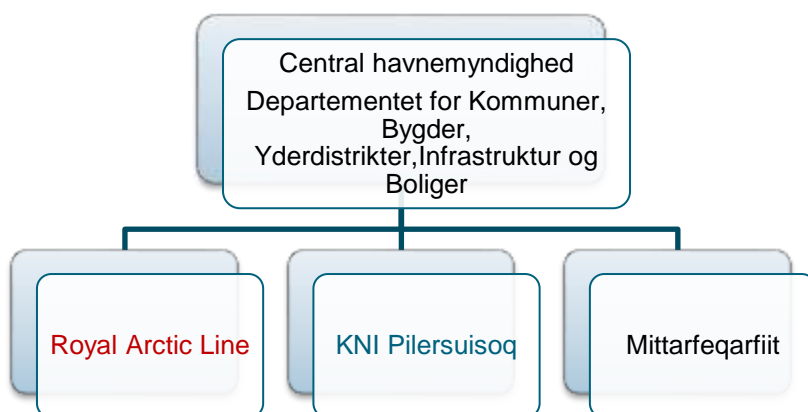 Central havnemyndighed
Departementet for Kommuner,
Bygder,
Yderdistrikter,Infrastruktur og
Boliger
Royal Arctic Line
KNI Pilersuisoq
Mittarfeqarfiit